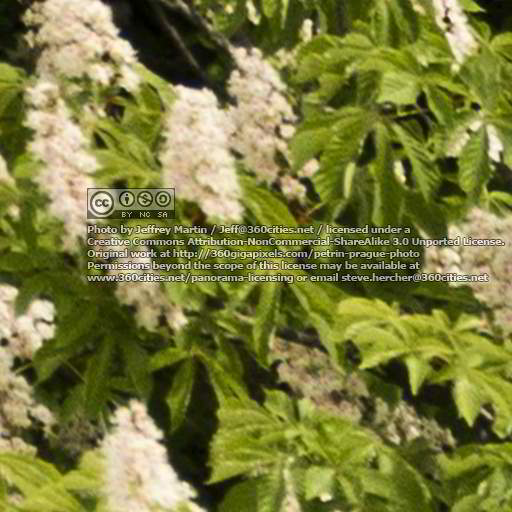 cc BY NC SA
Photo by Jeffrey Martin / Jeff@360cities.net / licensed under a
Creative Commons Attribution-NonCommercial-ShareAlike 3.0 Unported License.
Original work at http://360gigapixels.com/petrin-prague-photo
Permissions beyond the scope of this license may be available at
www.360cities.net/panorama-licensing or email steve.hercher@360cities.net